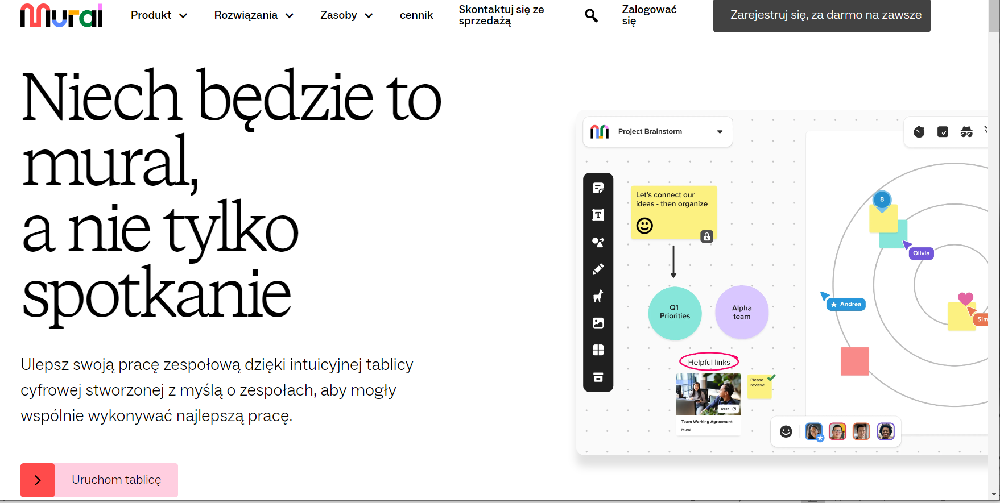 Mural
Produkt
Rozwiązania
Zasoby
cennik
Skontaktuj się ze
sprzedażą
Zalogować
się
Zarejestruj się, za darmo na zawsze
Niech będzie to
mural,
a nie tylko
spotkanie
Ulepsz swoją pracę zespołową dzięki intuicyjnej tablicy
cyfrowej stworzonej z myślą o zespołach, aby mogły
wspólnie wykonywać najlepszą pracę.
Uruchom tablicę
Project Brainstorm
Let's connect our
ideas - then organize
Q1
Priorities
Alpha
team
Helpful links
Please
review!
Open
Team Working Agreement
Mural
8
Olivia
Andrea
Sim